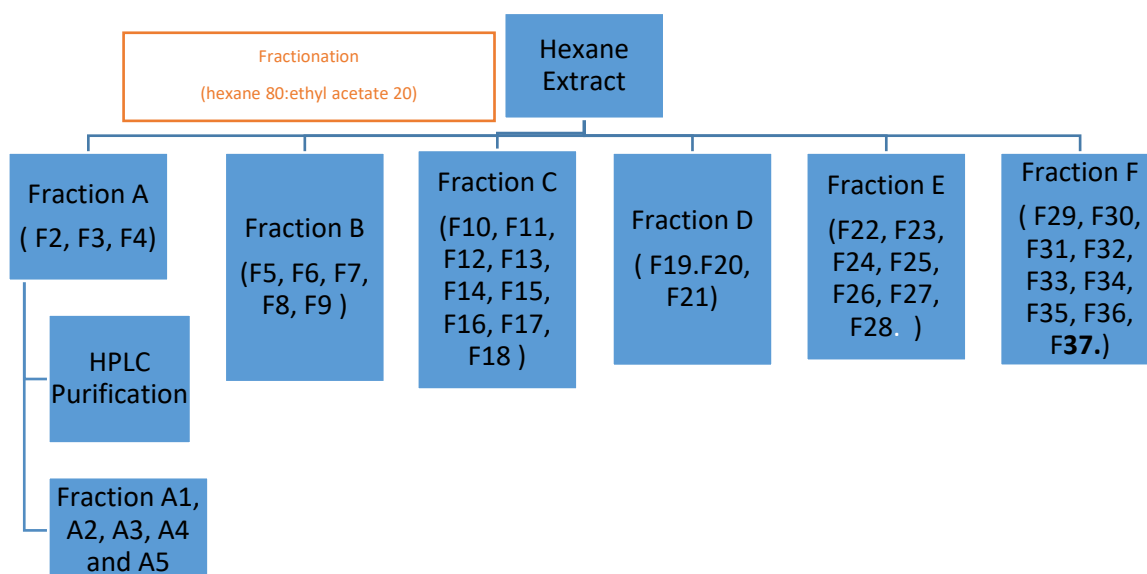 Fractionation
(hexane 80:ethyl acetate 20)
Hexane
Extract
Fraction A
( F2, F3, F4)
Fraction B
(F5, F6, F7,
F8, F9 )
Fraction C
(F10, F11,
F12, F13,
F14, F15,
F16, F17,
F18 )
Fraction D
( F19.F20,
F21)
Fraction E
(F22, F23,
F24, F25,
F26, F27,
F28. )
Fraction F
( F29, F30,
F31, F32,
F33, F34,
F35, F36,
F37.)
HPLC
Purification
Fraction A1,
A2, A3, A4
and A5